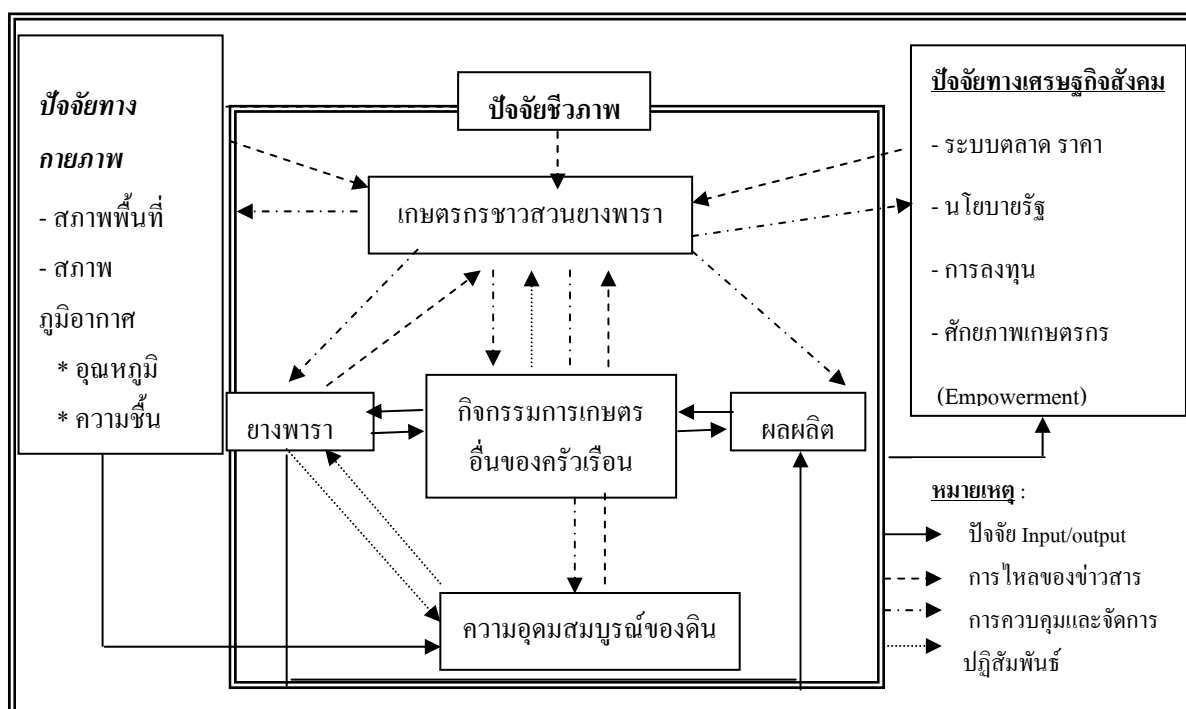 ปัจจัยทาง
กายภาพ
- สภาพพื้นที่
- สภาพ
ภูมิอากาศ
* อุณหภูมิ
* ความชื้น
ปัจจัยชีวภาพ
เกษตรกรชาวสวนยางพารา
ยางพารา
กิจกรรมการเกษตร
อื่นของครัวเรือน
ผลผลิต
ความอุดมสมบูรณ์ของดิน
ปัจจัยทางเศรษฐกิจสังคม
- ระบบตลาด ราคา
- นโยบายรัฐ
- การลงทุน
- ศักยภาพเกษตรกร
(Empowerment)
หมายเหตุ :
ปัจจัย Input/output
การไหลของข่าวสาร
การควบคุมและจัดการ
ปฏิสัมพันธ์